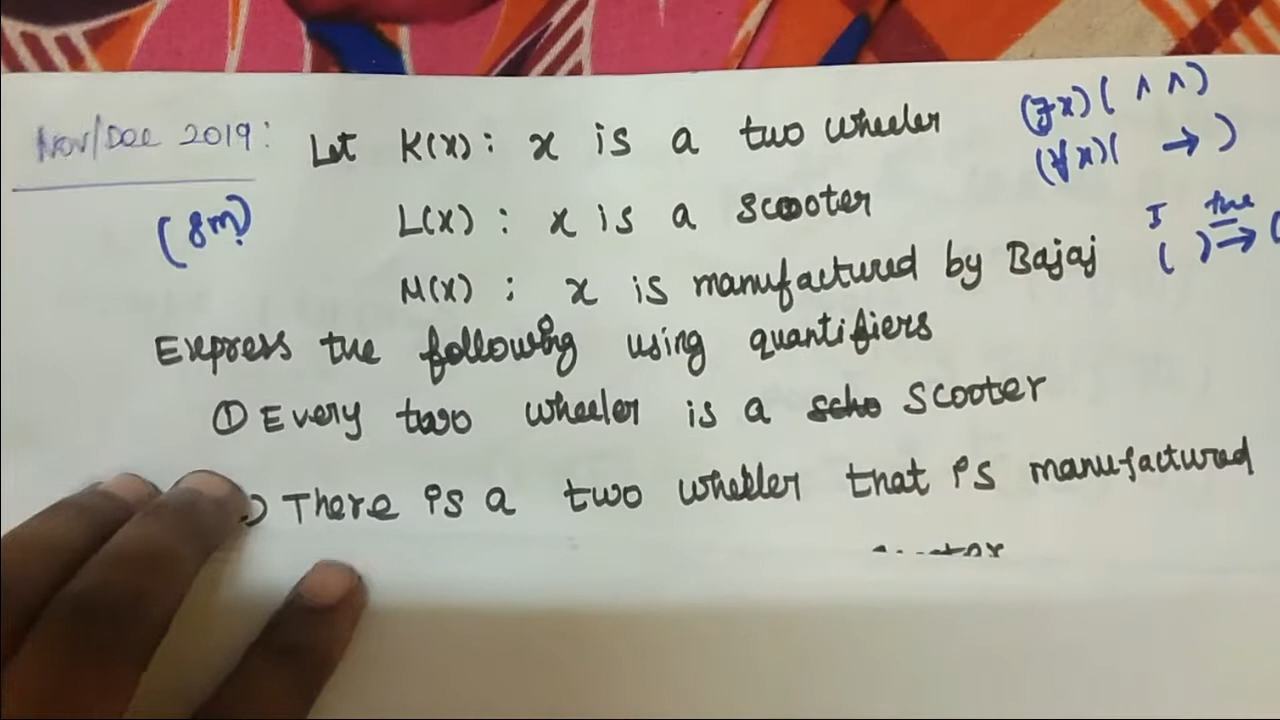 Nov/Dec 2019: Let K(x): x is a two wheeler (∃x)( ∧ ∧)
(8m) L(x) : x is a scooter (∀x)( → )
M(x) : x is manufactured by Bajaj ( ) → (
Express the following using quantifiers
① Every two wheeler is a scho scooter
) There is a two wheeler that is manufactured